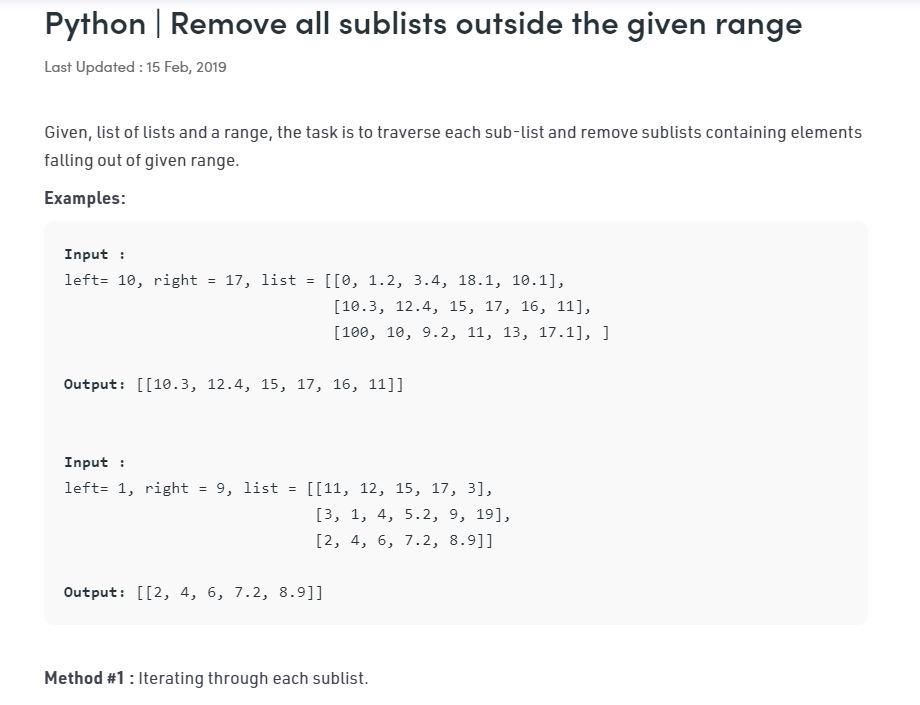 Python | Remove all sublists outside the given range
Last Updated : 15 Feb, 2019
Given, list of lists and a range, the task is to traverse each sub-list and remove sublists containing elements
falling out of given range.
Examples:
Input :
left= 10, right = 17, list = [[0, 1.2, 3.4, 18.1, 10.1],
[10.3, 12.4, 15, 17, 16, 11],
[100, 10, 9.2, 11, 13, 17.1], ]
Output: [[10.3, 12.4, 15, 17, 16, 11]]
Input :
left= 1, right = 9, list = [[11, 12, 15, 17, 3],
[3, 1, 4, 5.2, 9, 19],
[2, 4, 6, 7.2, 8.9]]
Output: [[2, 4, 6, 7.2, 8.9]]
Method #1 : Iterating through each sublist.